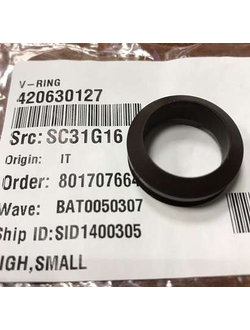 V-RING
420630127
Src: SC31G16
Origin: IT
Order: 801707664
Wave: BAT0050307
Ship ID:SID1400305
IGH,SMALL